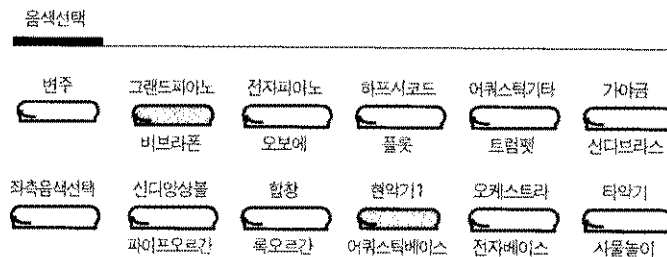 음색선택
변주 그랜드피아노 전자피아노 하프시코드 어쿠스틱기타 가야금
비브라폰 오보에 플룻 트럼펫 신디브라스
좌측음색선택 신디앙상블 합창 현악기1 오케스트라 타악기
파이프오르간 록오르간 어쿠스틱베이스 전자베이스 사물놀이